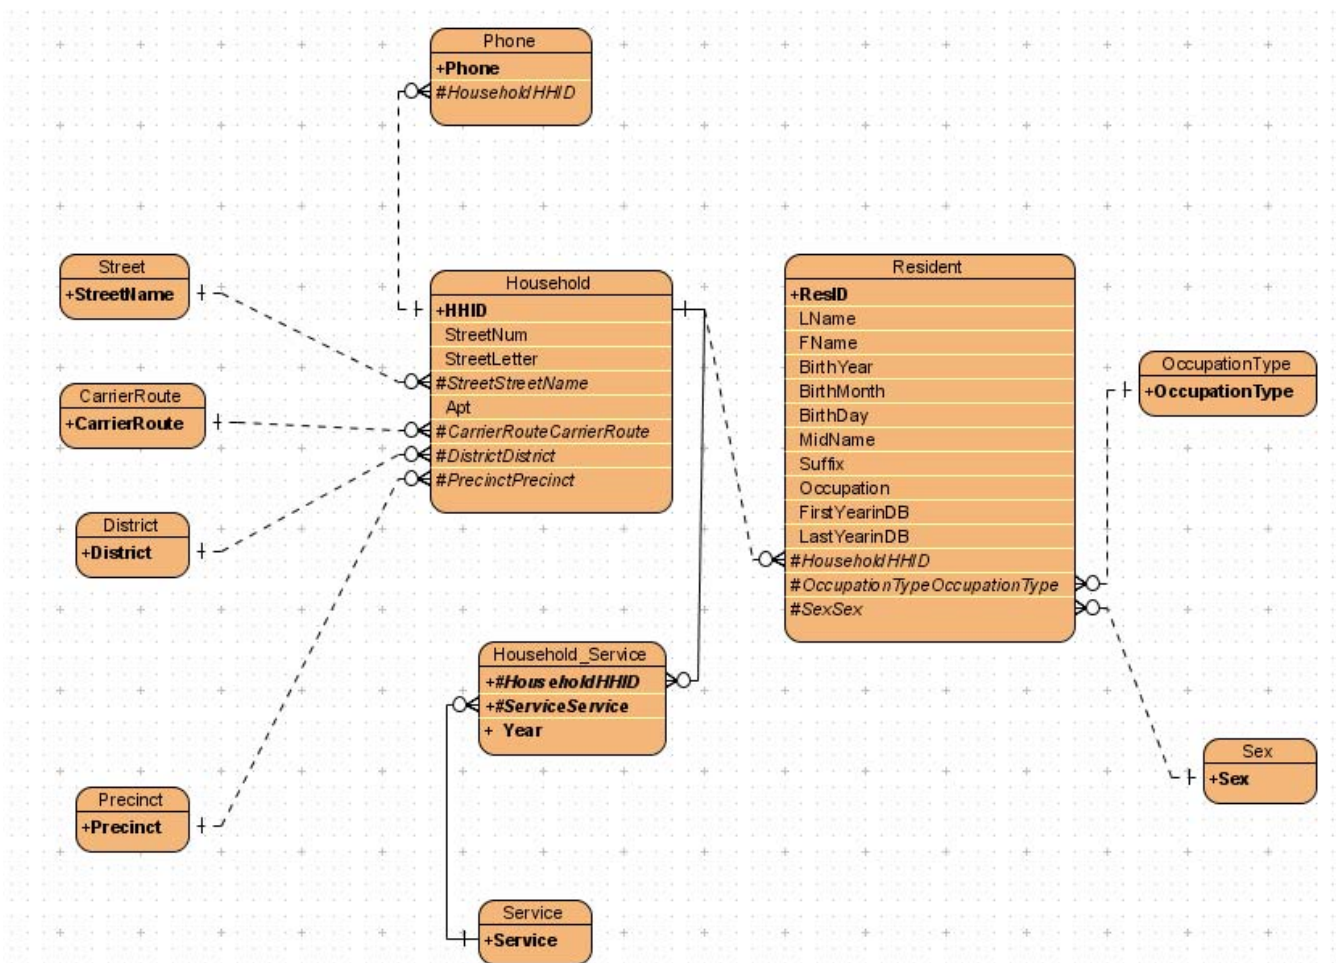 Phone
+Phone
#HouseholdHHID
Street
+StreetName
CarrierRoute
+CarrierRoute
District
+District
Precinct
+Precinct
Household
+HHID
StreetNum
StreetLetter
#StreetStreetName
Apt
#CarrierRouteCarrierRoute
#DistrictDistrict
#PrecinctPrecinct
Household_Service
+#HouseholdHHID
+#ServiceService
+ Year
Service
+Service
Resident
+ResID
LName
FName
BirthYear
BirthMonth
BirthDay
MidName
Suffix
Occupation
FirstYearinDB
LastYearinDB
#HouseholdHHID
#OccupationTypeOccupationType
#SexSex
OccupationType
+OccupationType
Sex
+Sex